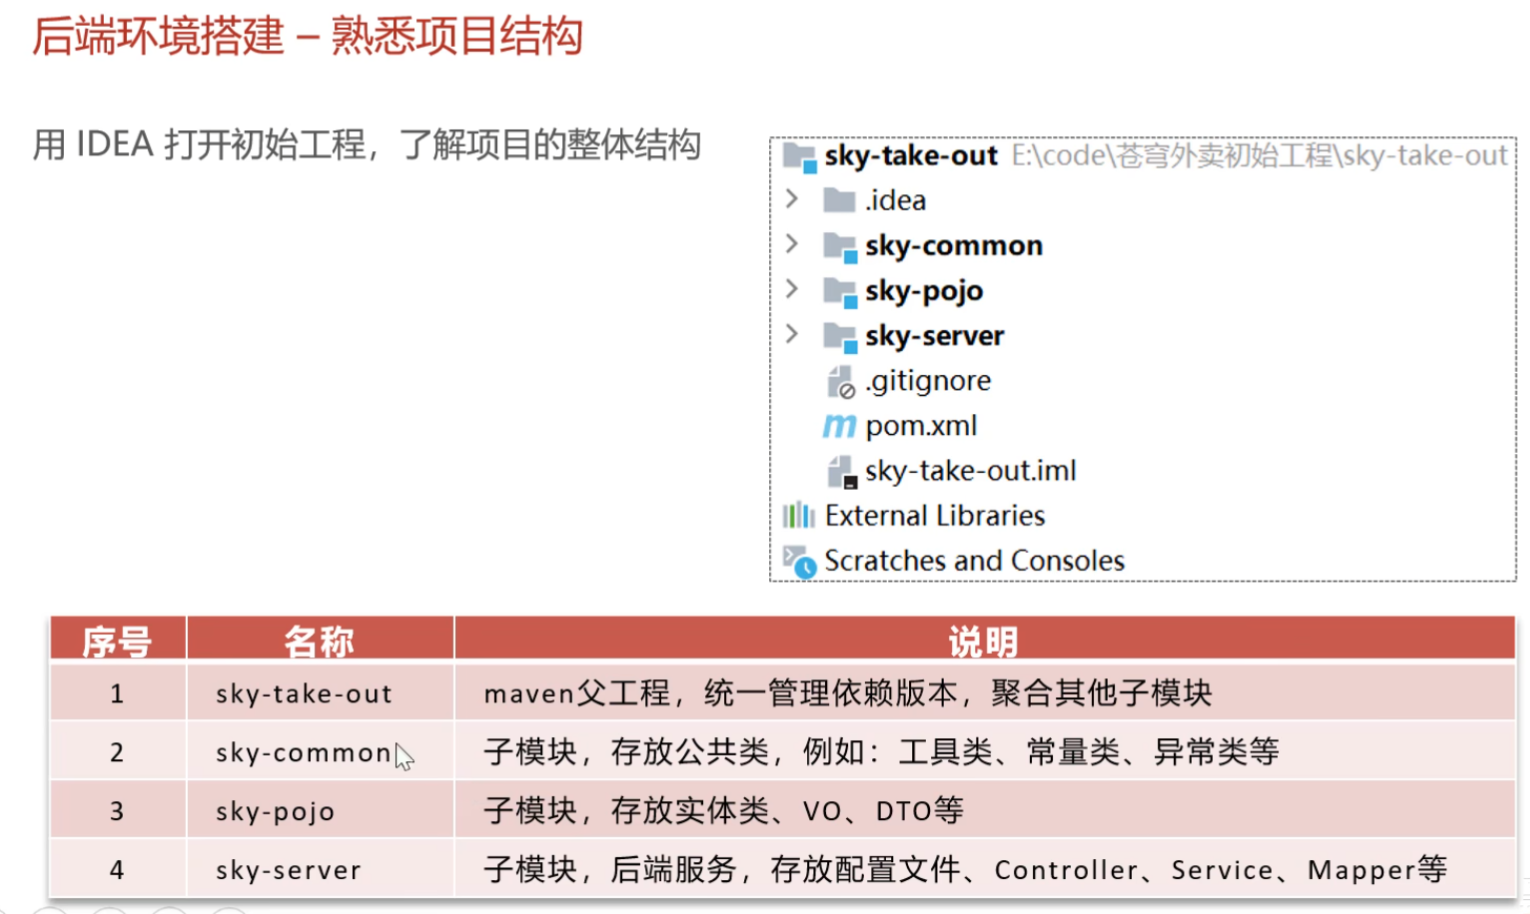 后端环境搭建 – 熟悉项目结构
用 IDEA 打开初始工程，了解项目的整体结构
sky-take-out E:\code\苍穹外卖初始工程\sky-take-out
.idea
sky-common
sky-pojo
sky-server
.gitignore
pom.xml
sky-take-out.iml
External Libraries
Scratches and Consoles
序号 名称 说明
1 sky-take-out maven父工程，统一管理依赖版本，聚合其他子模块
2 sky-common 子模块，存放公共类，例如：工具类、常量类、异常类等
3 sky-pojo 子模块，存放实体类、VO、DTO等
4 sky-server 子模块，后端服务，存放配置文件、Controller、Service、Mapper等